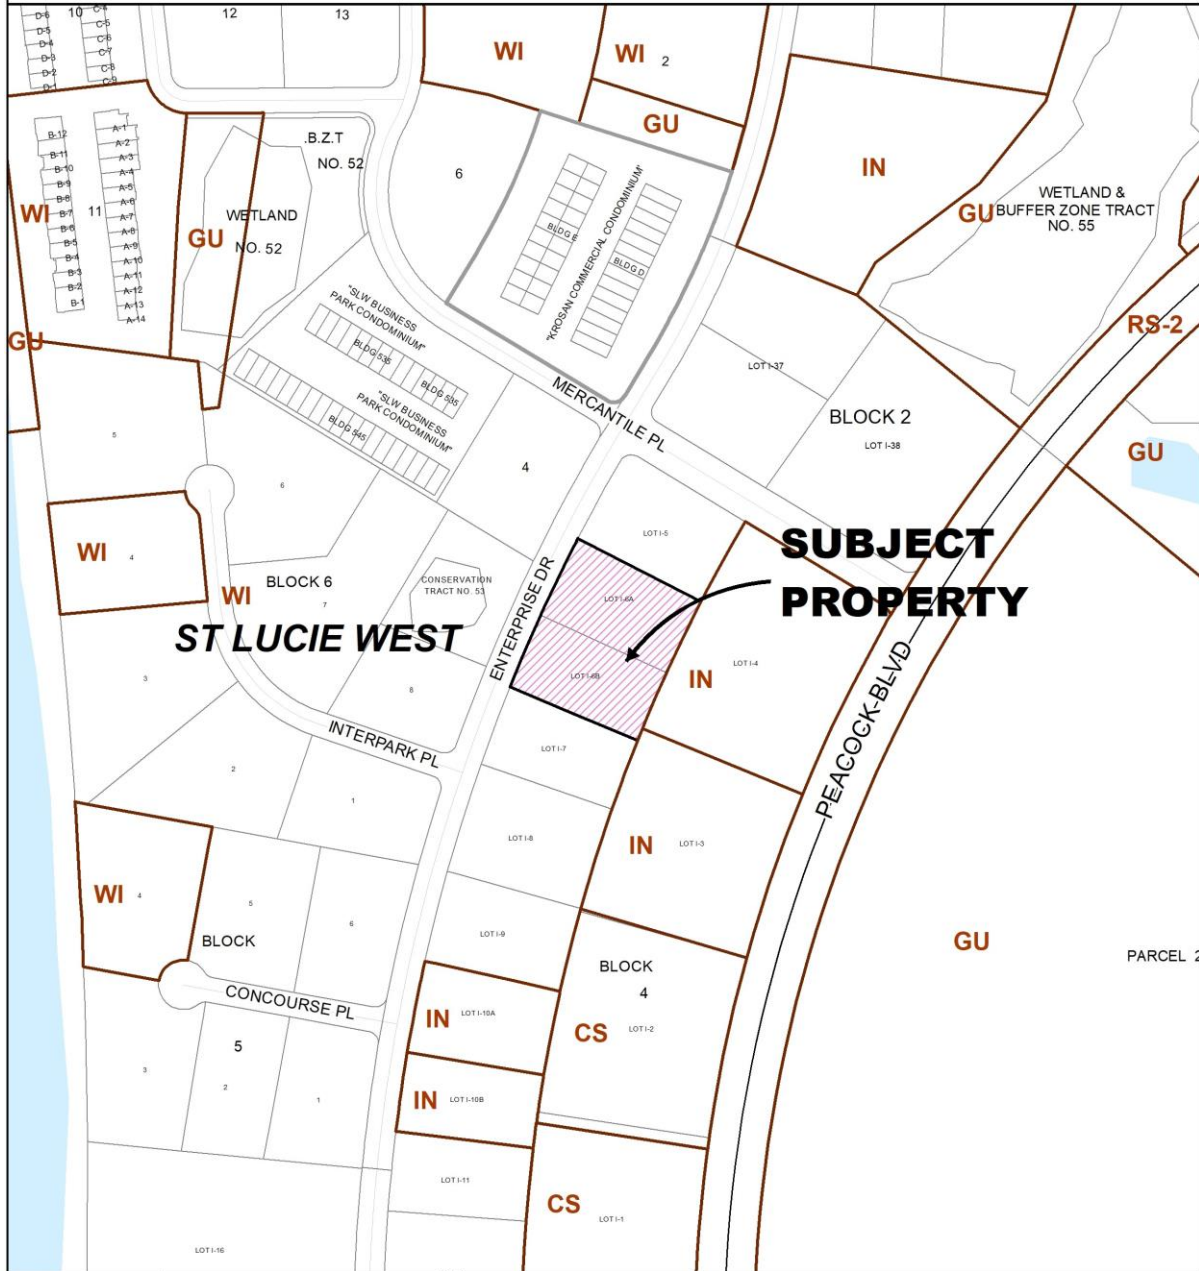 10
12
13
D-6
D-5
D-4
D-3
D-2
D-1
C-4
C-5
C-6
C-7
C-8
C-9
WI
WI
2
GU
B-12
B-11
B-10
B-9
B-8
B-7
B-6
B-5
B-4
B-3
B-2
B-1
A-1
A-2
A-3
A-4
A-5
A-6
A-7
A-8
A-9
A-10
A-11
A-12
A-13
A-14
WI
11
GU
.B.Z.T
NO. 52
WETLAND
NO. 52
GU
6
BLDG E
"KROSAN COMMERCIAL CONDOMINIUM"
BLDG D
IN
GU
WETLAND &
BUFFER ZONE TRACT
NO. 55
RS-2
GU
"SLW BUSINESS
PARK CONDOMINIUM"
BLDG 535
BLDG 535
"SLW BUSINESS
PARK CONDOMINIUM"
BLDG 545
MERCANTILE PL
LOT I-37
BLOCK 2
LOT I-38
5
6
4
WI
4
WI
BLOCK 6
7
CONSERVATION
TRACT NO. 53
ST LUCIE WEST
ENTERPRISE DR
LOT I-5
LOT I-6A
LOT I-6B
SUBJECT
PROPERTY
IN
LOT I-4
PEACOCK BLVD
3
8
INTERPARK PL
2
1
LOT I-7
LOT I-8
IN
LOT I-3
WI
4
5
6
BLOCK
LOT I-9
BLOCK
4
GU
PARCEL 2
CONCOURSE PL
IN
LOT I-10A
CS
LOT I-2
5
3
2
1
IN
LOT I-10B
LOT I-11
CS
LOT I-1
LOT I-16